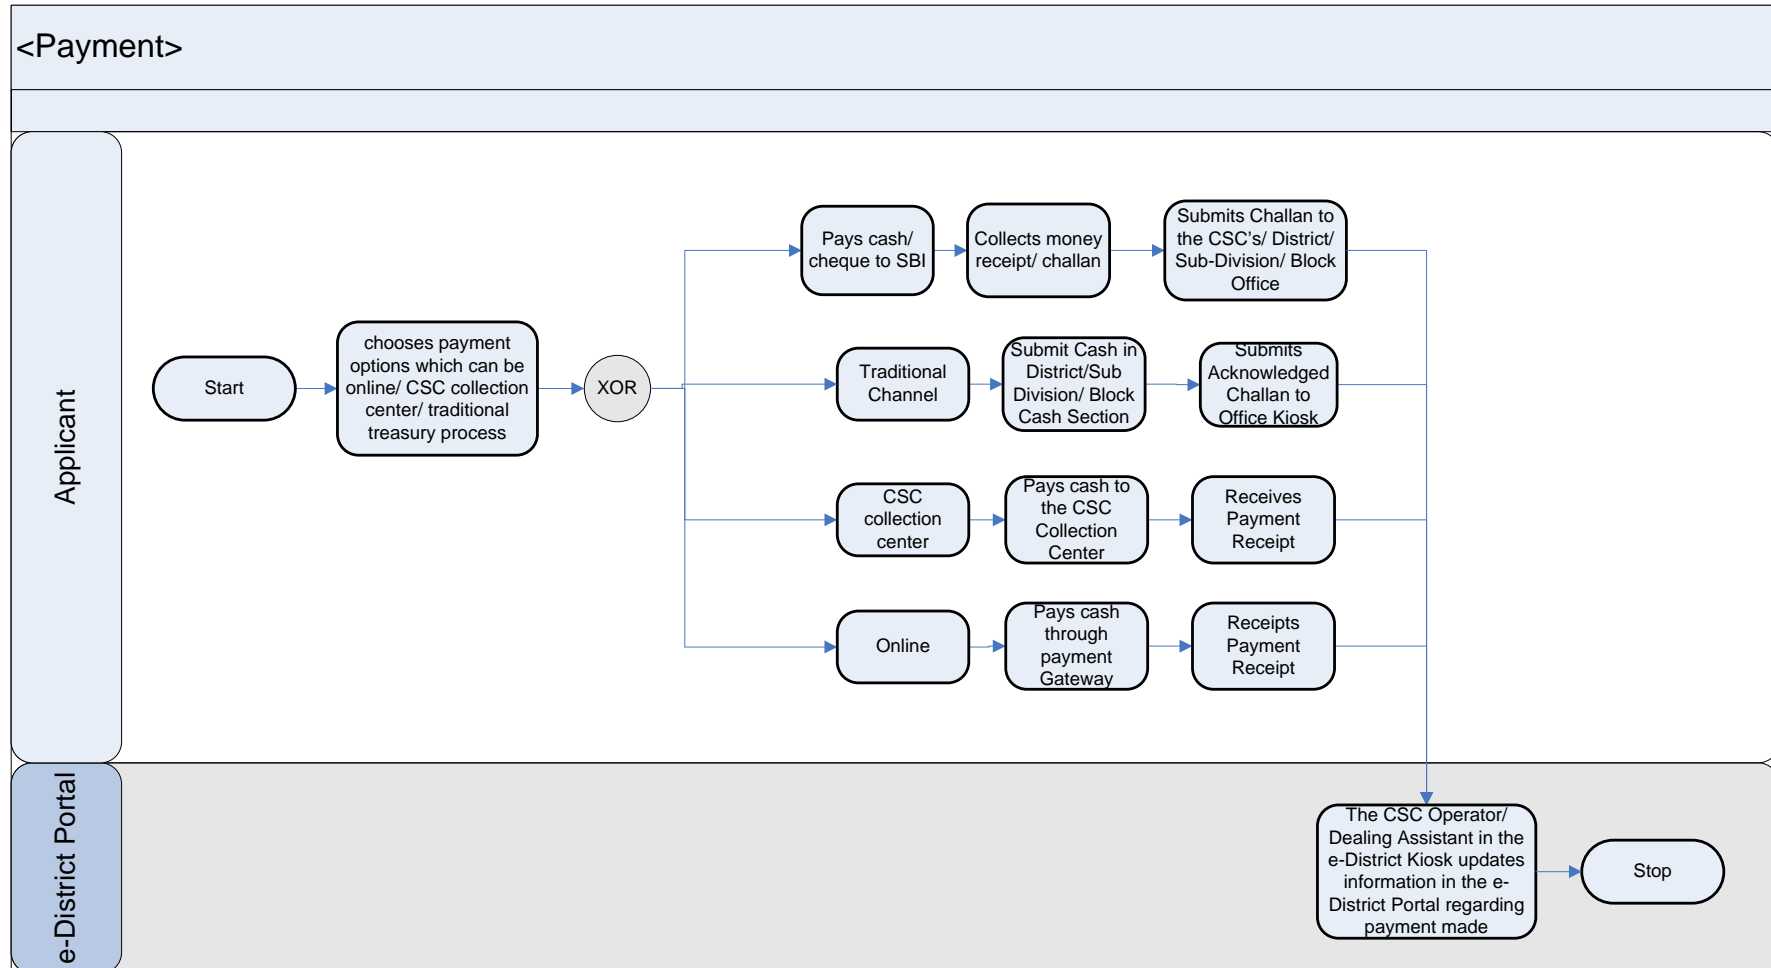 <Payment>
Applicant
Start
chooses payment
options which can be
online/ CSC collection
center/ traditional
treasury process
XOR
Pays cash/
cheque to SBI
Collects money
receipt/ challan
Submits Challan to
the CSC's/ District/
Sub-Division/ Block
Office
Traditional
Channel
Submit Cash in
District/Sub
Division/ Block
Cash Section
Submits
Acknowledged
Challan to
Office Kiosk
CSC
collection
center
Pays cash to
the CSC
Collection
Center
Receives
Payment
Receipt
Online
Pays cash
through
payment
Gateway
Receipts
Payment
Receipt
e-District Portal
The CSC Operator/
Dealing Assistant in the
e-District Kiosk updates
information in the e-
District Portal regarding
payment made
Stop